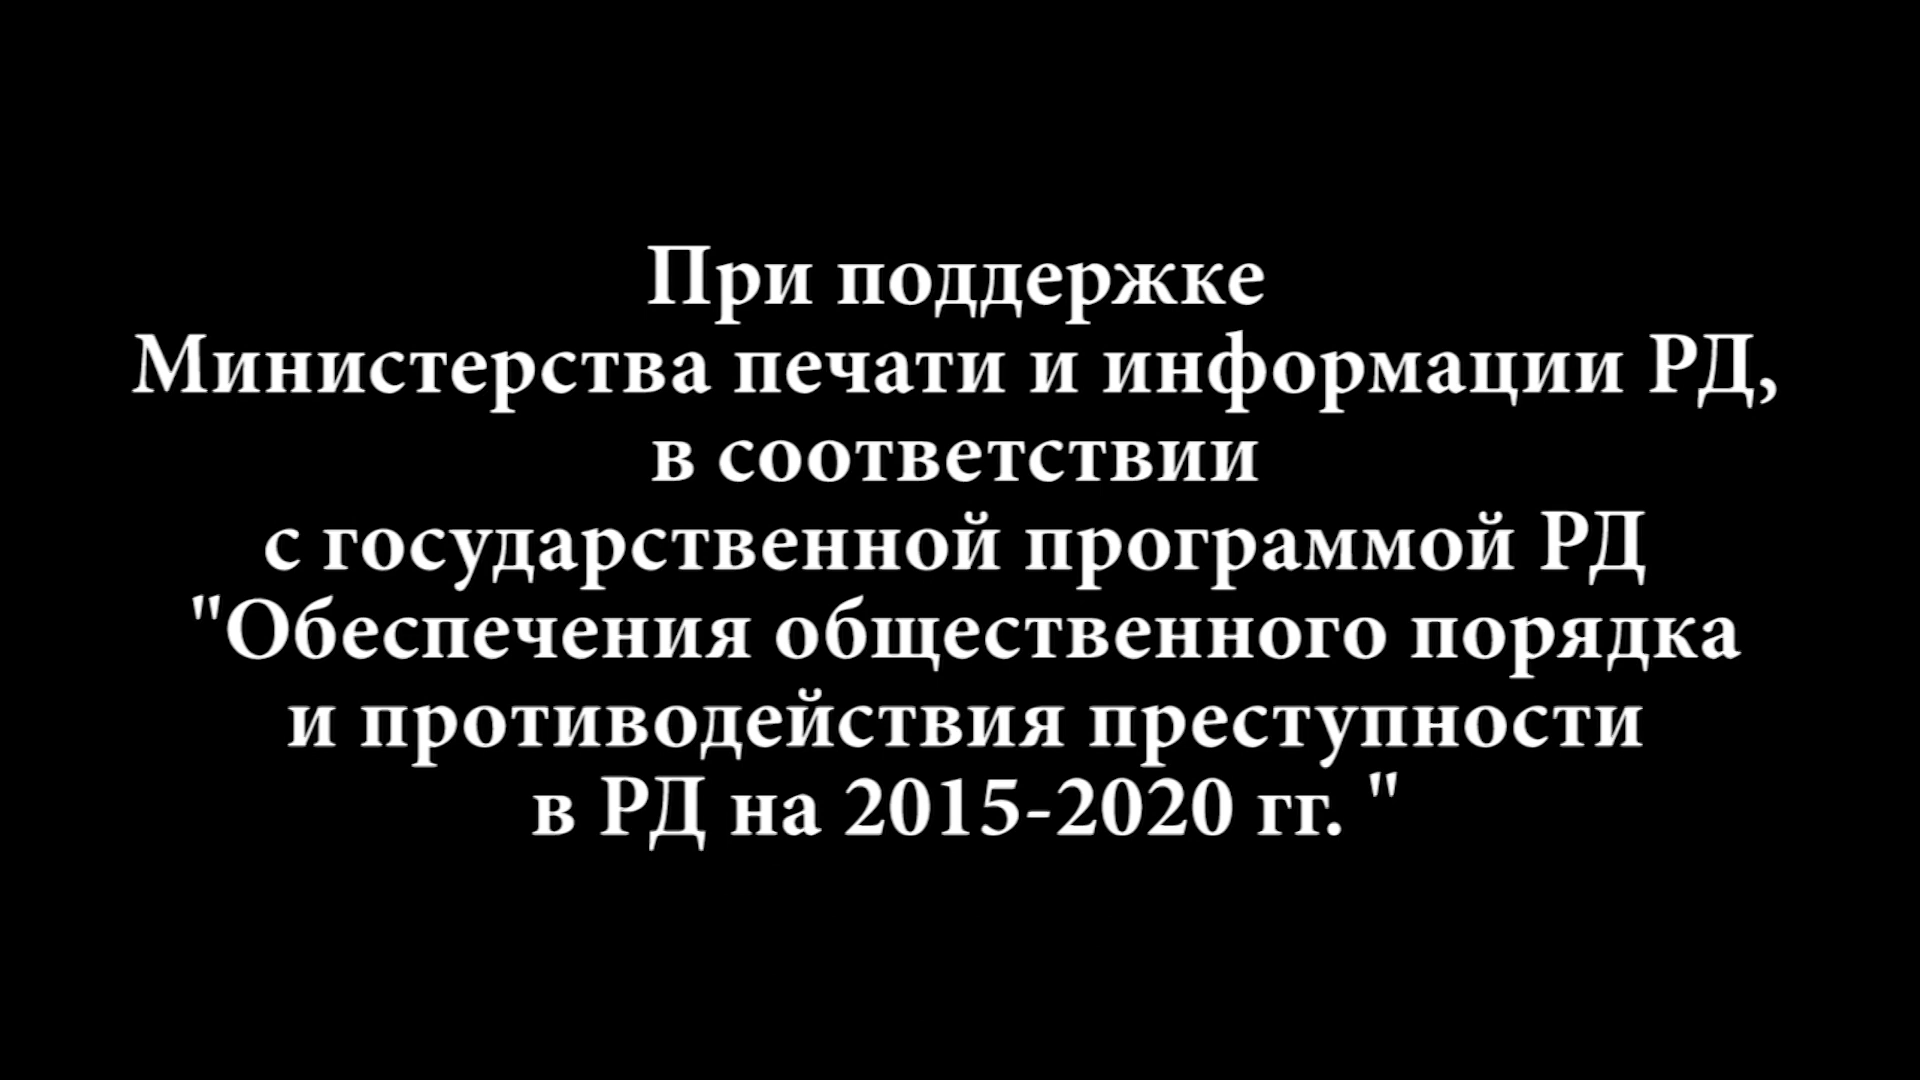 При поддержке
Министерства печати и информации РД,
в соответствии
с государственной программой РД
"Обеспечения общественного порядка
и противодействия преступности
в РД на 2015-2020 гг. "